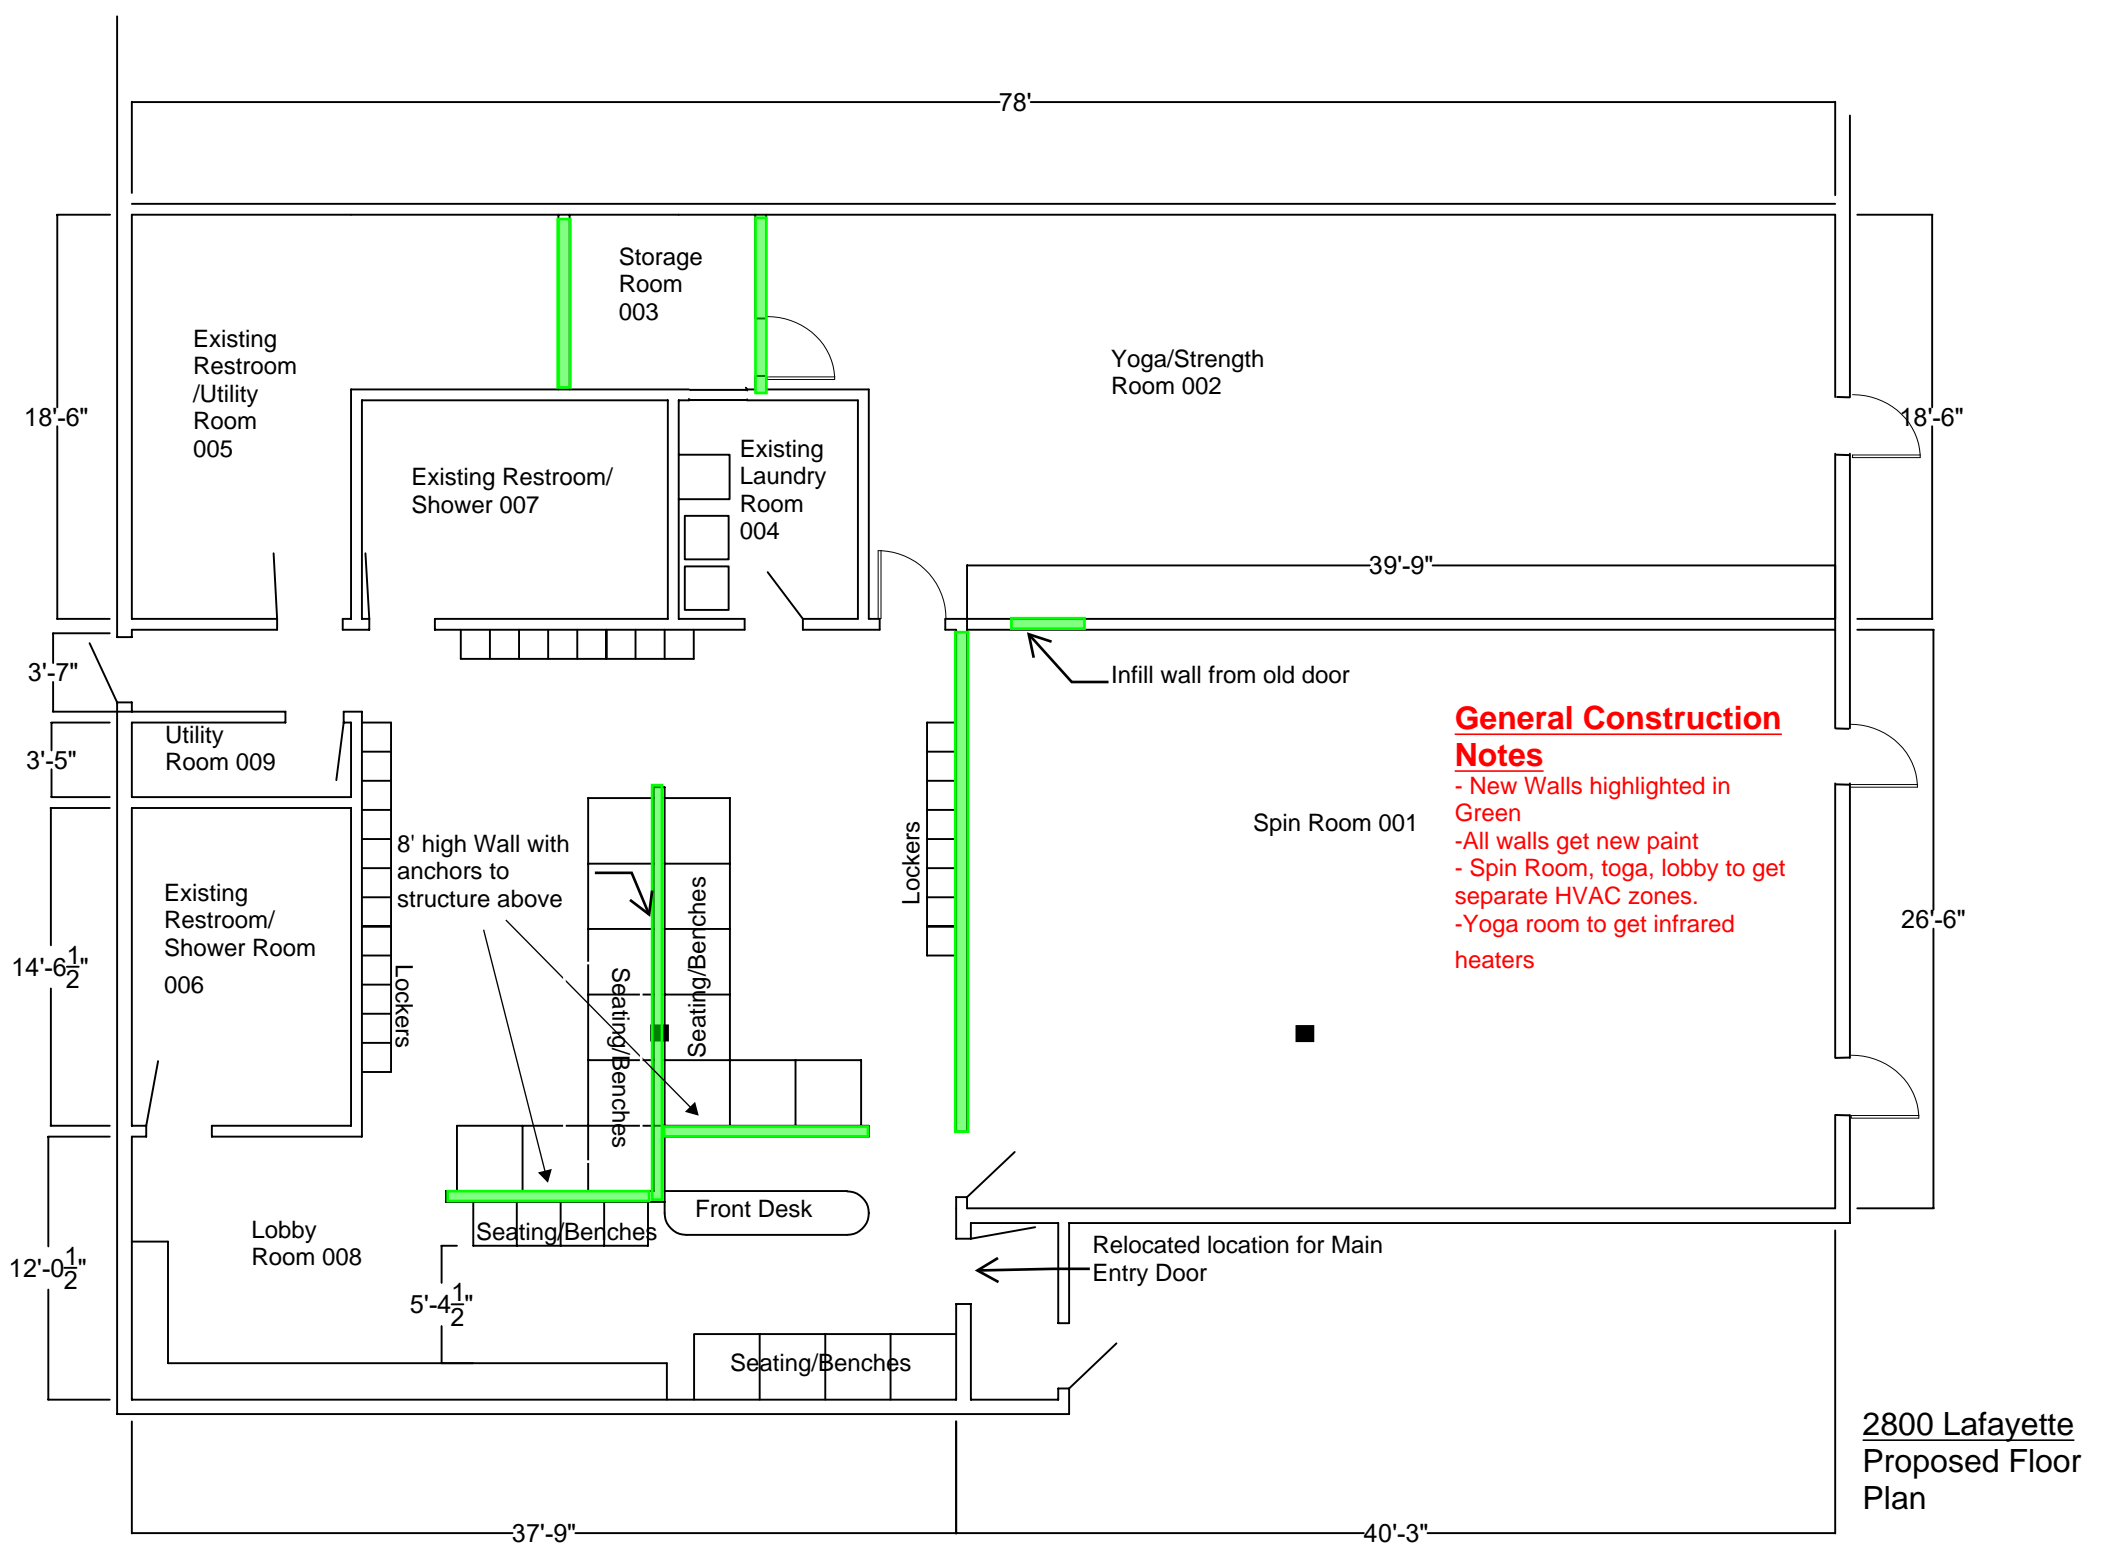 78'
Storage
Room
003
Existing
Restroom
/Utility
Room
005
Yoga/Strength
Room 002
18'-6"
18'-6"
Existing Restroom/
Shower 007
Existing
Laundry
Room
004
39'-9"
3'-7"
Infill wall from old door
General Construction
Notes
- New Walls highlighted in
Green
-All walls get new paint
- Spin Room, toga, lobby to get
separate HVAC zones.
-Yoga room to get infrared
heaters
Utility
Room 009
3'-5"
Spin Room 001
8' high Wall with
anchors to
structure above
Lockers
Seating/Benches
Seating/Benches
Existing
Restroom/
Shower Room
006
26'-6"
14'-6 1/2"
Lockers
Front Desk
Seating/Benches
Lobby
Room 008
Relocated location for Main
Entry Door
12'-0 1/2"
5'-4 1/2"
Seating/Benches
2800 Lafayette
Proposed Floor
Plan
37'-9"
40'-3"